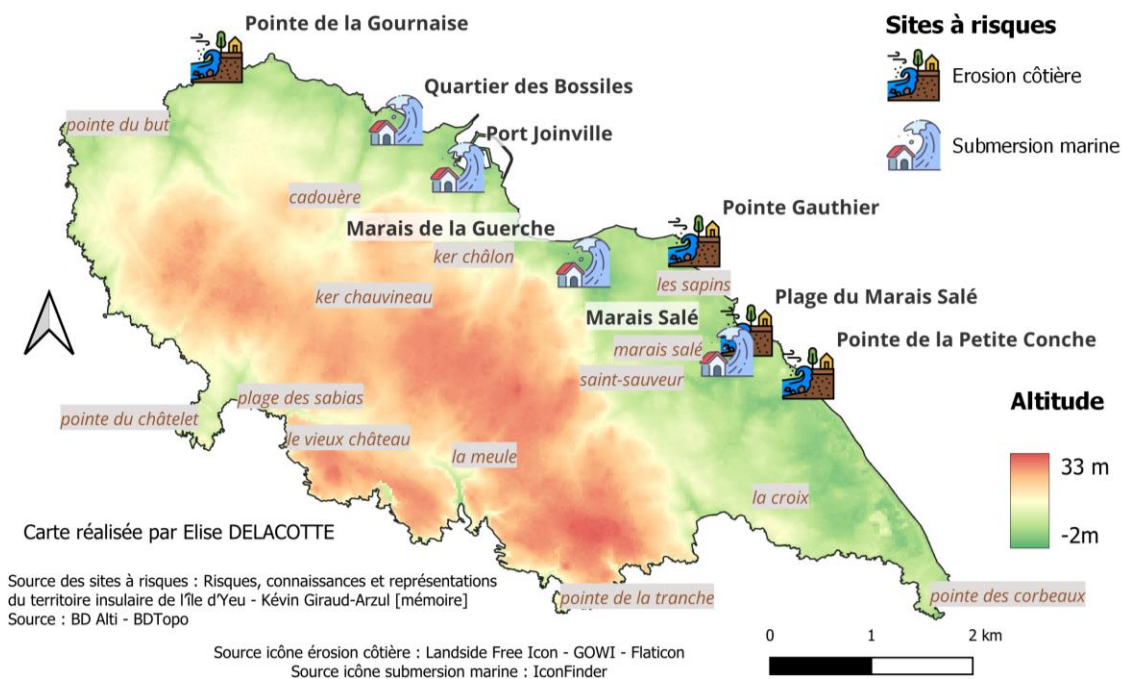 Pointe de la Gournaise
Sites à risques
Erosion côtière
Quartier des Bossiles
pointe du but
Port Joinville
Submersion marine
cadouère
Pointe Gauthier
Marais de la Guerche
ker châlon
les sapins
ker chauvineau
Plage du Marais Salé
Marais Salé
Pointe de la Petite Conche
marais salé
saint-sauveur
plage des sabias
Altitude
pointe du châtelet
le vieux château
la meule
33 m
la croix
Carte réalisée par Elise DELACOTTE
-2m
Source des sites à risques : Risques, connaissances et représentations
du territoire insulaire de l'île d'Yeu - Kévin Giraud-Arzul [mémoire]
Source : BD Alti - BDTopo
pointe de la tranche
pointe des corbeaux
0 1 2 km
Source icône érosion côtière : Landside Free Icon - GOWI - Flaticon
Source icône submersion marine : IconFinder